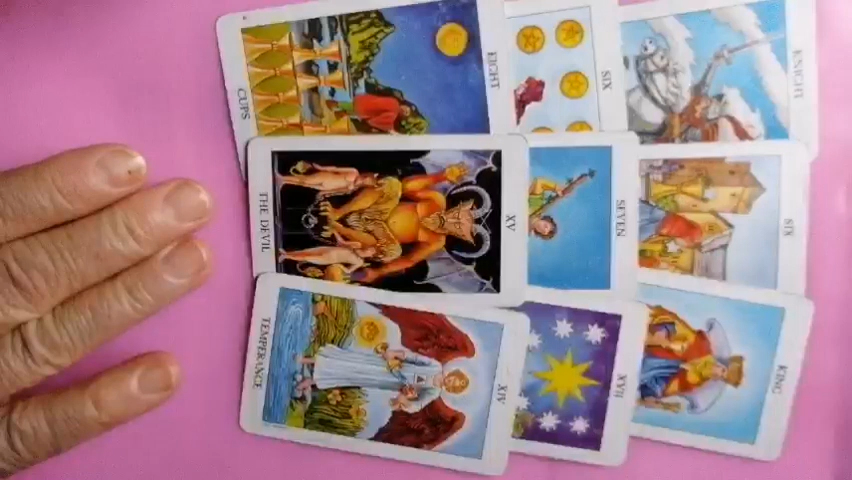 EIGHT
CUPS
SIX
KNIGHT
XV
THE DEVIL
SEVEN
SIX
XIV
TEMPERANCE
XVII
KING